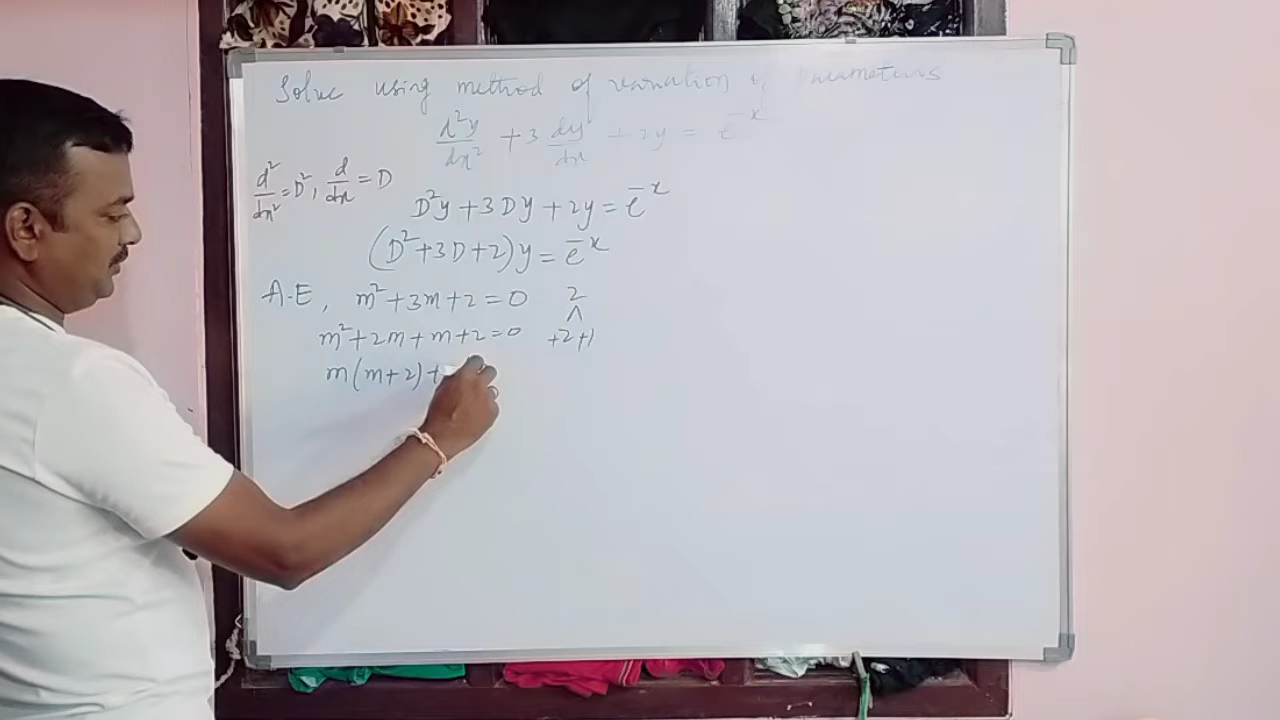 Solve using method of variation of Parameters
d²y/dx² + 3 dy/dx + 2y = e⁻ˣ
d²/dx² = D², d/dx = D
D²y + 3Dy + 2y = e⁻ˣ
(D² + 3D + 2)y = e⁻ˣ
A.E, m² + 3m + 2 = 0
2
m² + 2m + m + 2 = 0
+2 +1
m(m + 2) +